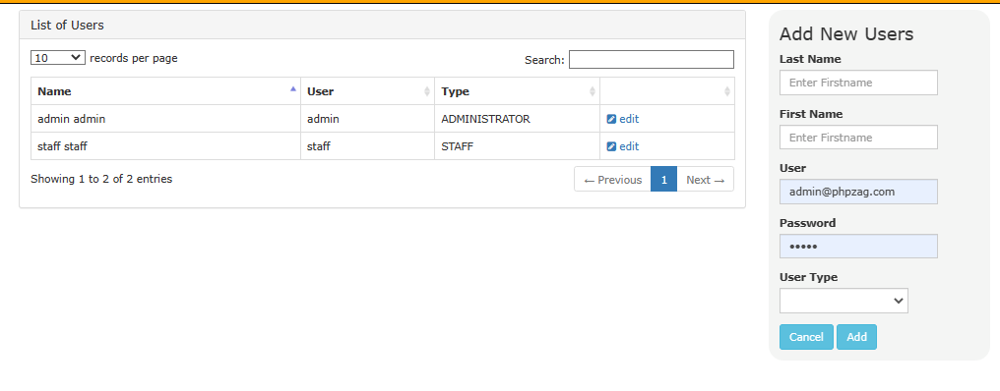 List of Users
10 records per page
Search:
Name User Type
admin admin admin ADMINISTRATOR edit
staff staff staff STAFF edit
Showing 1 to 2 of 2 entries
← Previous 1 Next →
Add New Users
Last Name
Enter Firstname
First Name
Enter Firstname
User
admin@phpzag.com
Password
•••••
User Type
Cancel Add